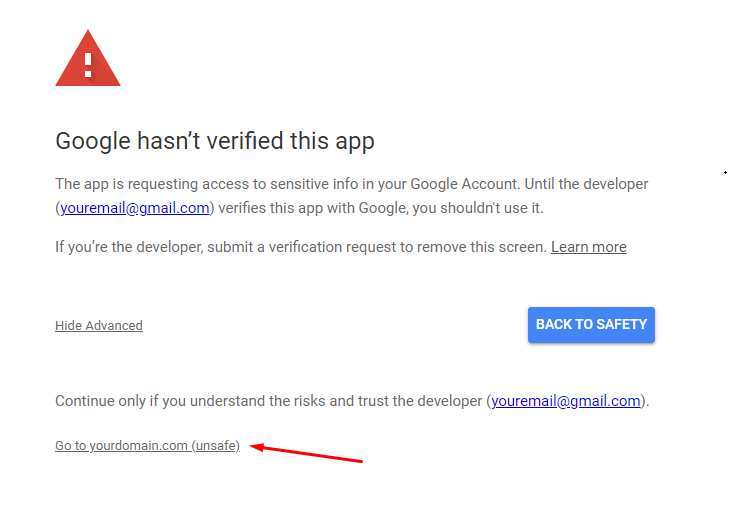 Google hasn’t verified this app
The app is requesting access to sensitive info in your Google Account. Until the developer
(youremail@gmail.com) verifies this app with Google, you shouldn't use it.
If you’re the developer, submit a verification request to remove this screen. Learn more
Hide Advanced
BACK TO SAFETY
Continue only if you understand the risks and trust the developer (youremail@gmail.com).
Go to yourdomain.com (unsafe)